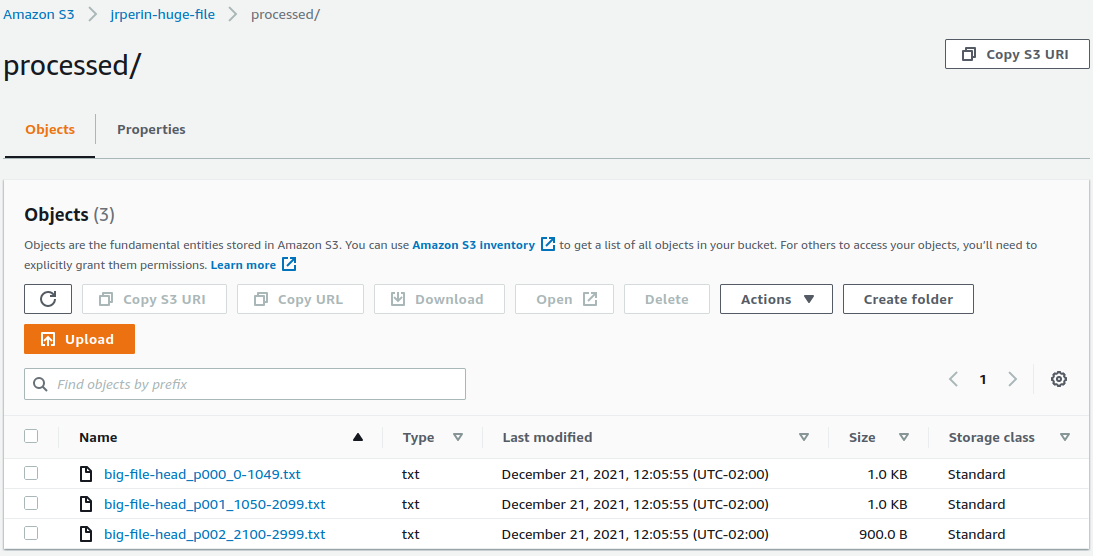 Amazon S3 > jrperin-huge-file > processed/
processed/
Copy S3 URI
Objects Properties
Objects (3)
Objects are the fundamental entities stored in Amazon S3. You can use Amazon S3 inventory to get a list of all objects in your bucket. For others to access your objects, you'll need to
explicitly grant them permissions. Learn more
Copy S3 URI Copy URL Download Open Delete Actions Create folder
Upload
Find objects by prefix
1
Name Type Last modified Size Storage class
big-file-head_p000_0-1049.txt txt December 21, 2021, 12:05:55 (UTC-02:00) 1.0 KB Standard
big-file-head_p001_1050-2099.txt txt December 21, 2021, 12:05:55 (UTC-02:00) 1.0 KB Standard
big-file-head_p002_2100-2999.txt txt December 21, 2021, 12:05:55 (UTC-02:00) 900.0 B Standard